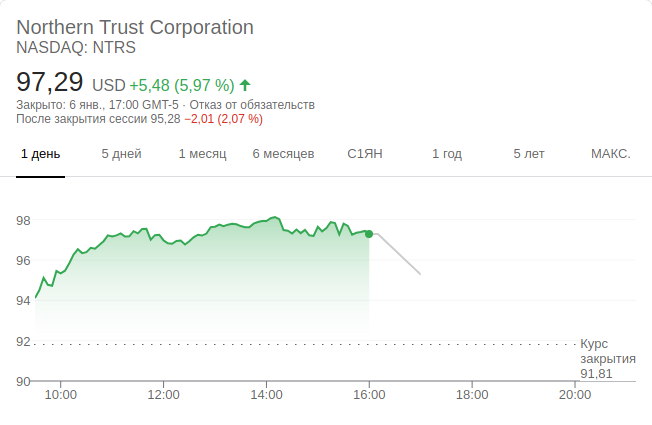 Northern Trust Corporation
NASDAQ: NTRS
97,29 USD +5,48 (5,97 %) ↑
Закрыто: 6 янв., 17:00 GMT-5 · Отказ от обязательств
После закрытия сессии 95,28 −2,01 (2,07 %)
1 день 5 дней 1 месяц 6 месяцев С1ЯН 1 год 5 лет МАКС.
98
96
94
92
Курс
закрытия
91,81
90
10:00 12:00 14:00 16:00 18:00 20:00